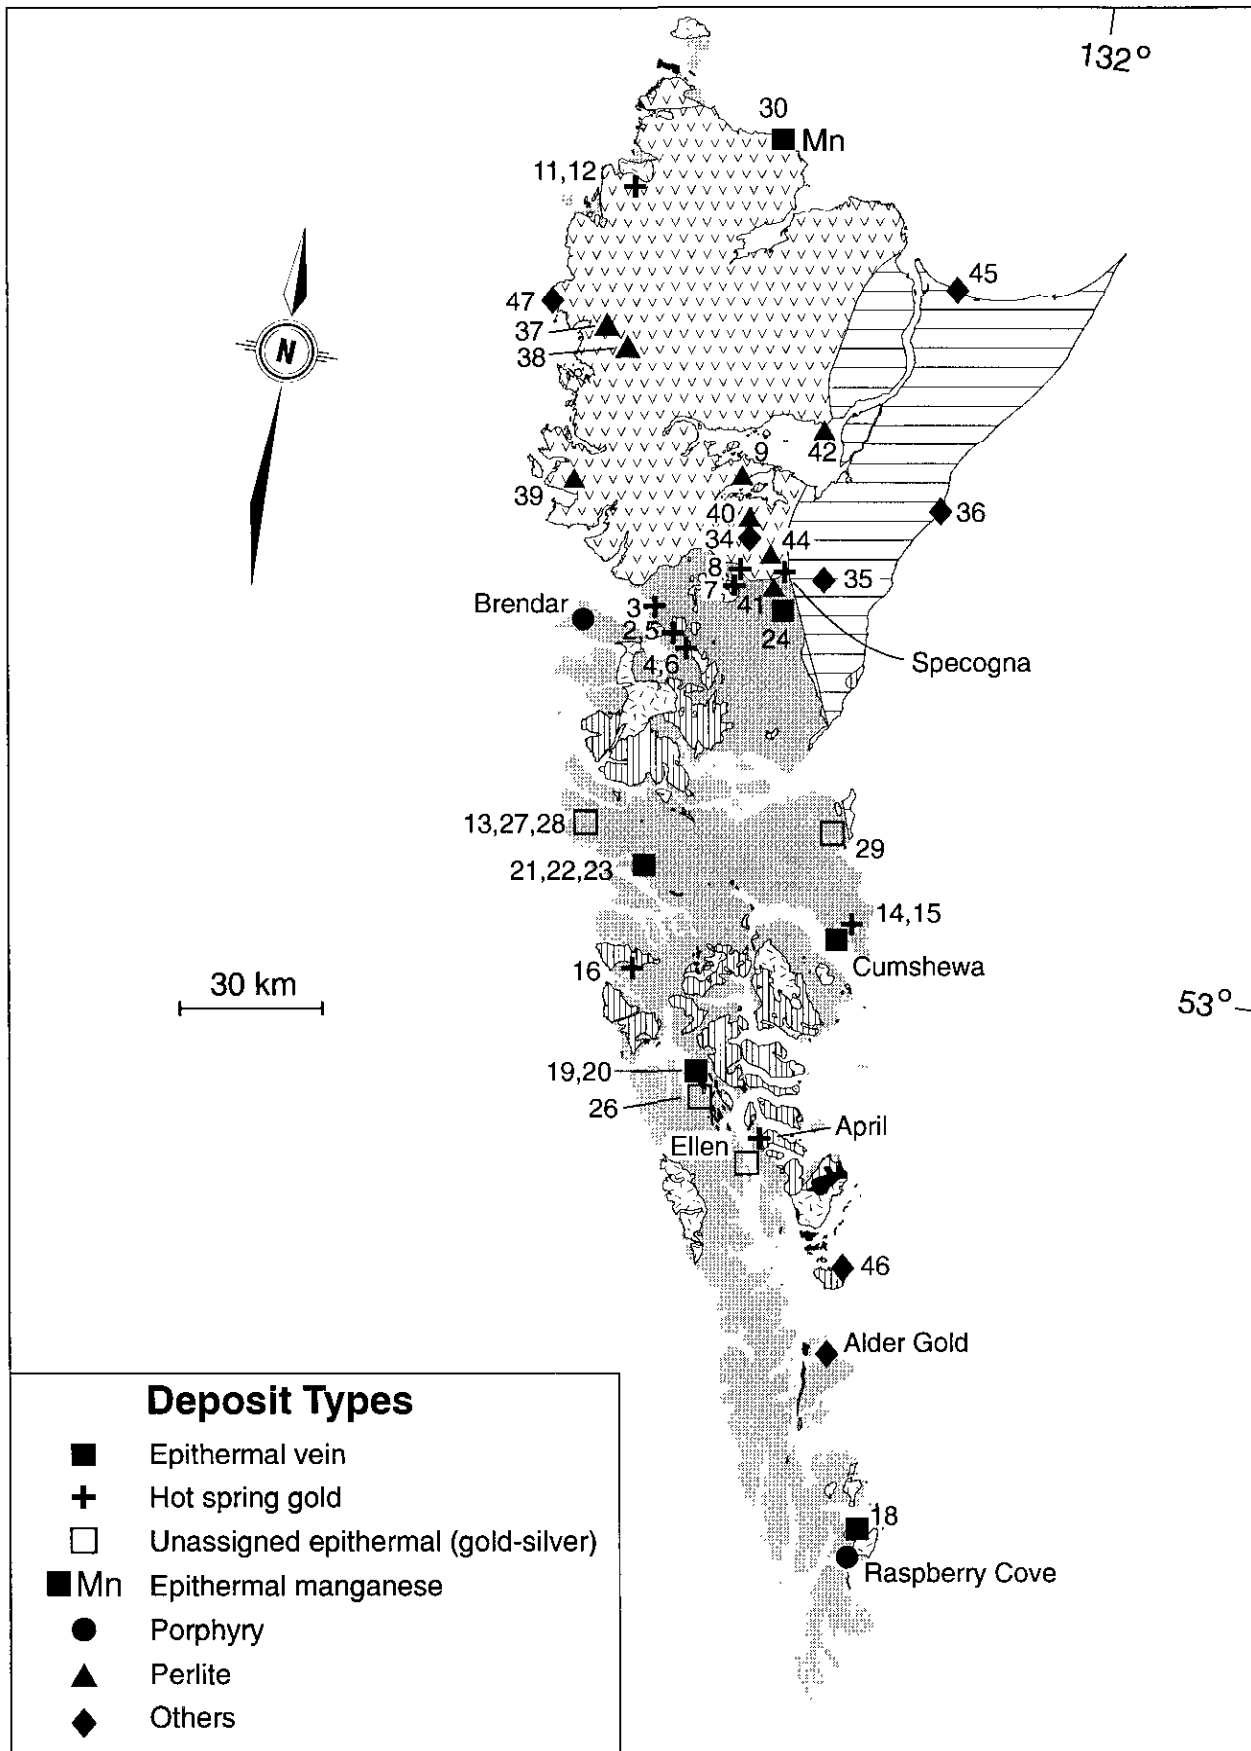 132°
30
Mn
11,12
45
47
37
38
N
9
42
39
40
36
34
44
8
35
7
41
Brendar
3
2,5
24
4,6
Specogna
13,27,28
29
21,22,23
14,15
Cumshewa
16
30 km
53°
19,20
26
April
Ellen
46
Alder Gold
Deposit Types
Epithermal vein
Hot spring gold
18
Unassigned epithermal (gold-silver)
Raspberry Cove
Mn Epithermal manganese
Porphyry
Perlite
Others